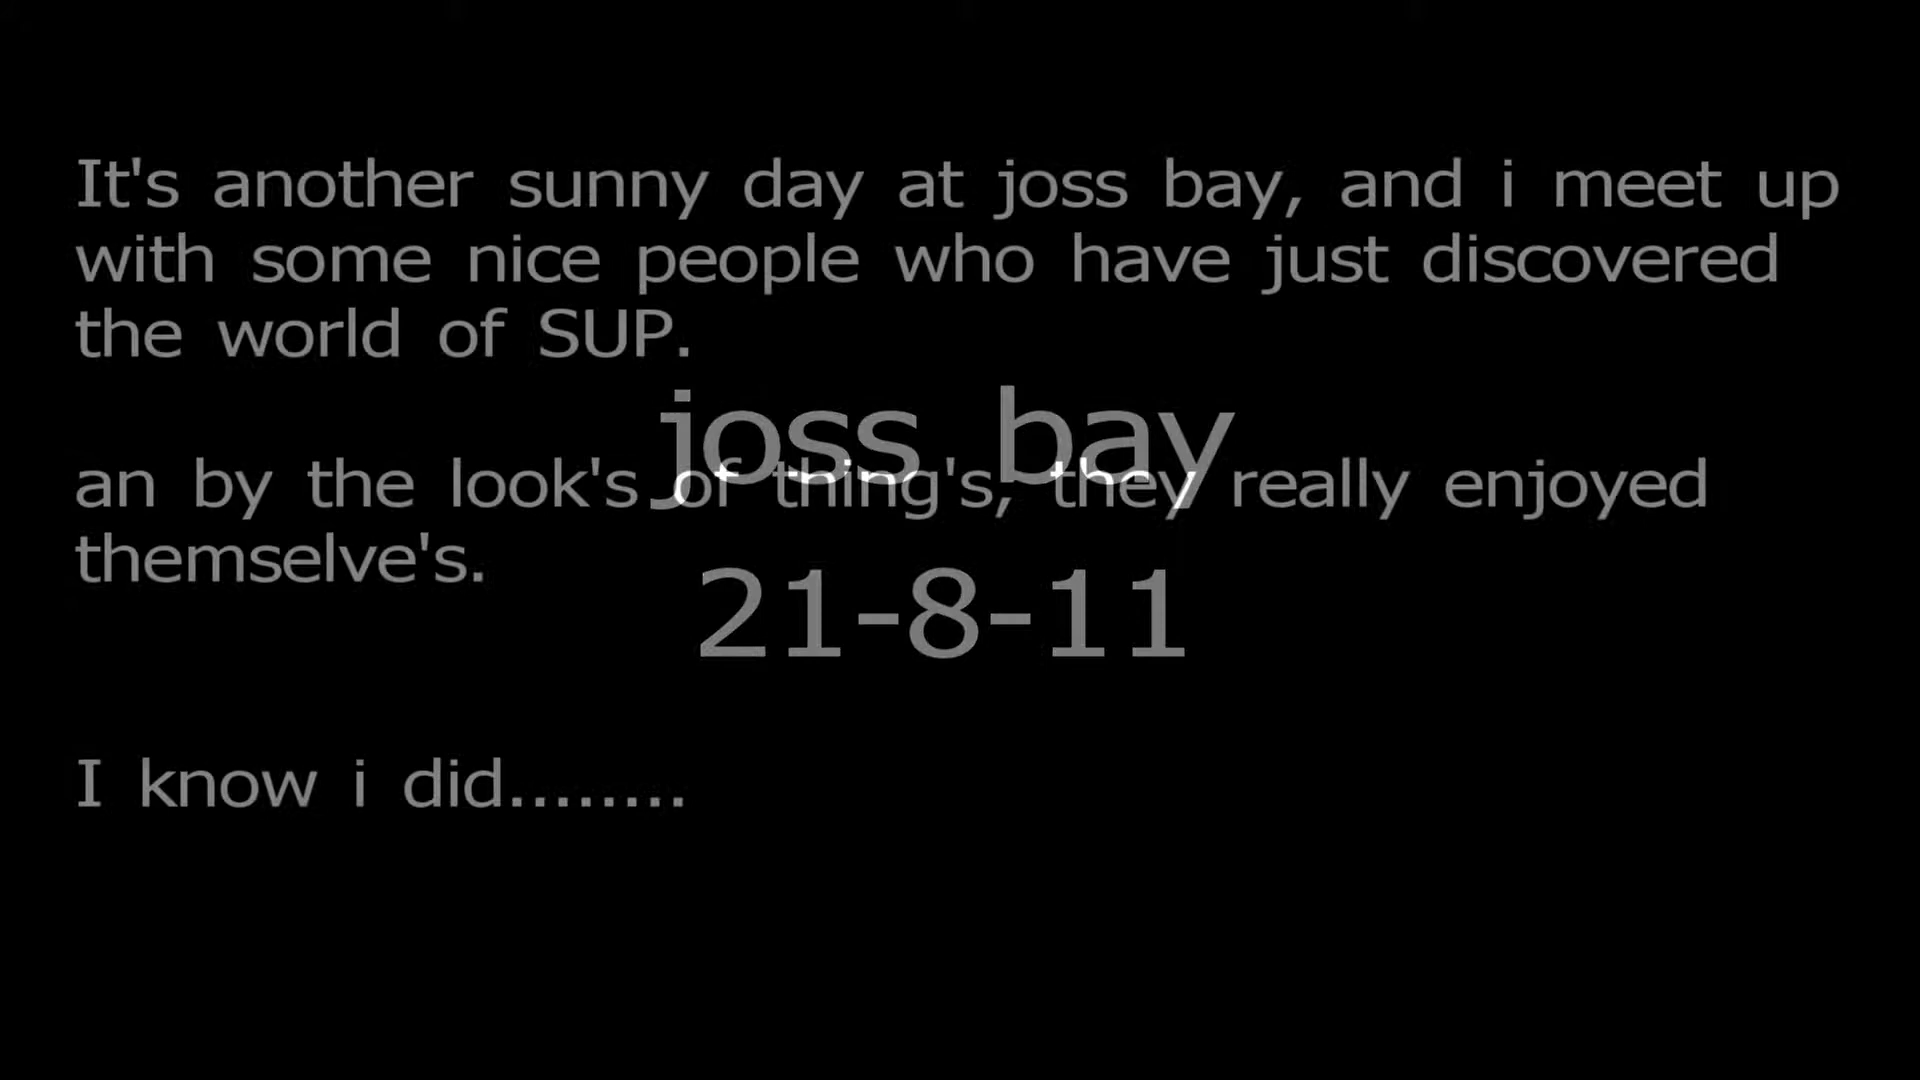 It's another sunny day at joss bay, and i meet up
with some nice people who have just discovered
the world of SUP.
joss bay
an by the look's of thing's, they really enjoyed
themselve's.
21-8-11
I know i did........